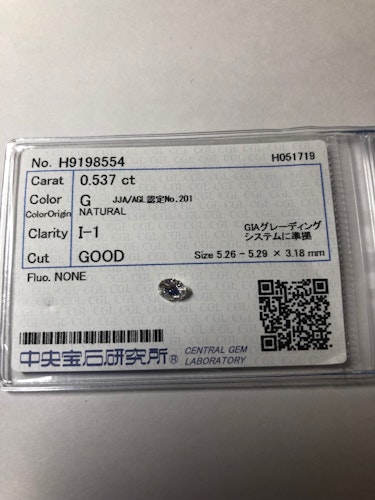 No. H9198554 H051719
Carat 0.537 ct
Color G JJA/AGL認定No.201
ColorOrigin NATURAL
Clarity I-1 GIAグレーディング
システムに準拠
Cut GOOD Size 5.26 - 5.29 × 3.18 mm
Fluo. NONE
中央宝石研究所® CENTRAL GEM
LABORATORY